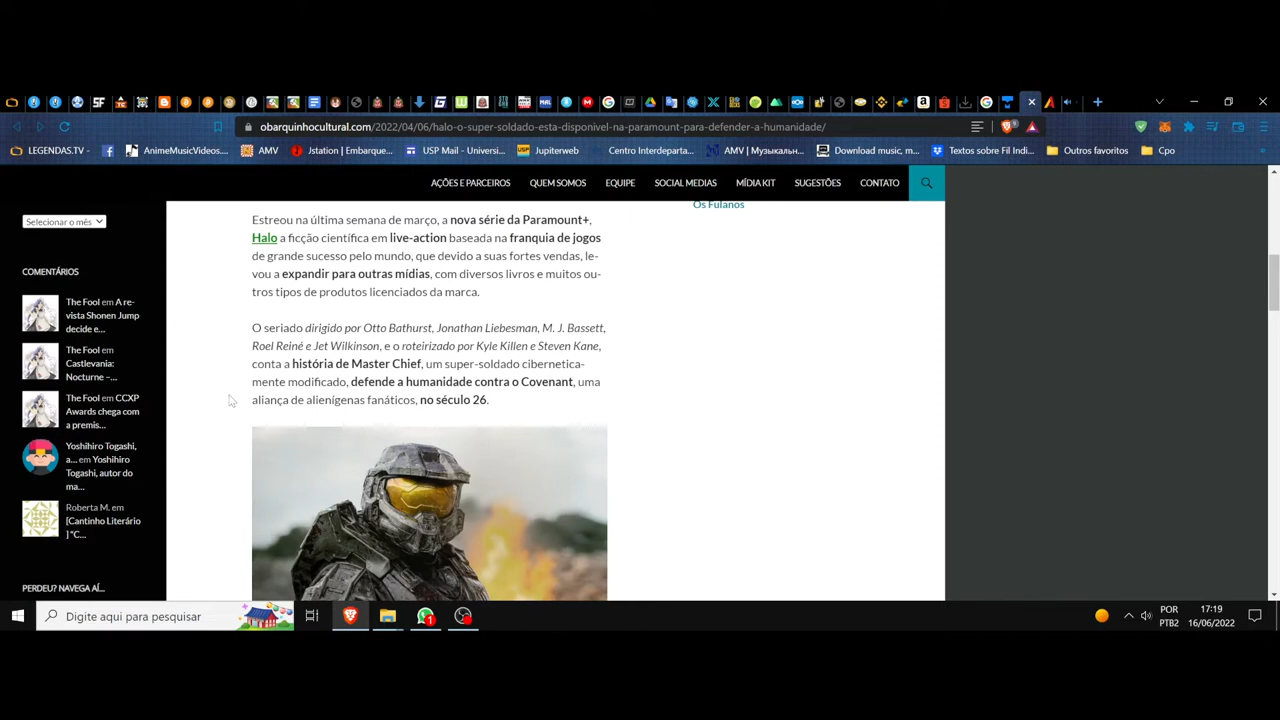 obarquinhocultural.com/2022/04/06/halo-o-super-soldado-esta-disponivel-na-paramount-para-defender-a-humanidade/
LEGENDAS.TV -
AnimeMusicVideos....
AMV
Jstation | Embarque...
USP Mail - Universi...
Jupiterweb
Centro Interdeparta...
AMV | Музыкальн...
Download music, m...
Textos sobre Fil Indi...
Outros favoritos
Cpo
AÇÕES E PARCEIROS
QUEM SOMOS
EQUIPE
SOCIAL MEDIAS
MÍDIA KIT
SUGESTÕES
CONTATO
Selecionar o mês
COMENTÁRIOS
The Fool em A re-
vista Shonen Jump
decide e...
The Fool em
Castlevania:
Nocturne –...
The Fool em CCXP
Awards chega com
a premis...
Yoshihiro Togashi,
a... em Yoshihiro
Togashi, autor do
ma...
Roberta M. em
[Cantinho Literário
] "C...
PERDEU? NAVEGA AÍ...
Estreou na última semana de março, a nova série da Paramount+,
Halo a ficção científica em live-action baseada na franquia de jogos
de grande sucesso pelo mundo, que devido a suas fortes vendas, le-
vou a expandir para outras mídias, com diversos livros e muitos ou-
tros tipos de produtos licenciados da marca.
O seriado dirigido por Otto Bathurst, Jonathan Liebesman, M. J. Bassett,
Roel Reiné e Jet Wilkinson, e o roteirizado por Kyle Killen e Steven Kane,
conta a história de Master Chief, um super-soldado cibernetica-
mente modificado, defende a humanidade contra o Covenant, uma
aliança de alienígenas fanáticos, no século 26.
Os Fulanos
Digite aqui para pesquisar
1
POR
PTB2
17:19
16/06/2022